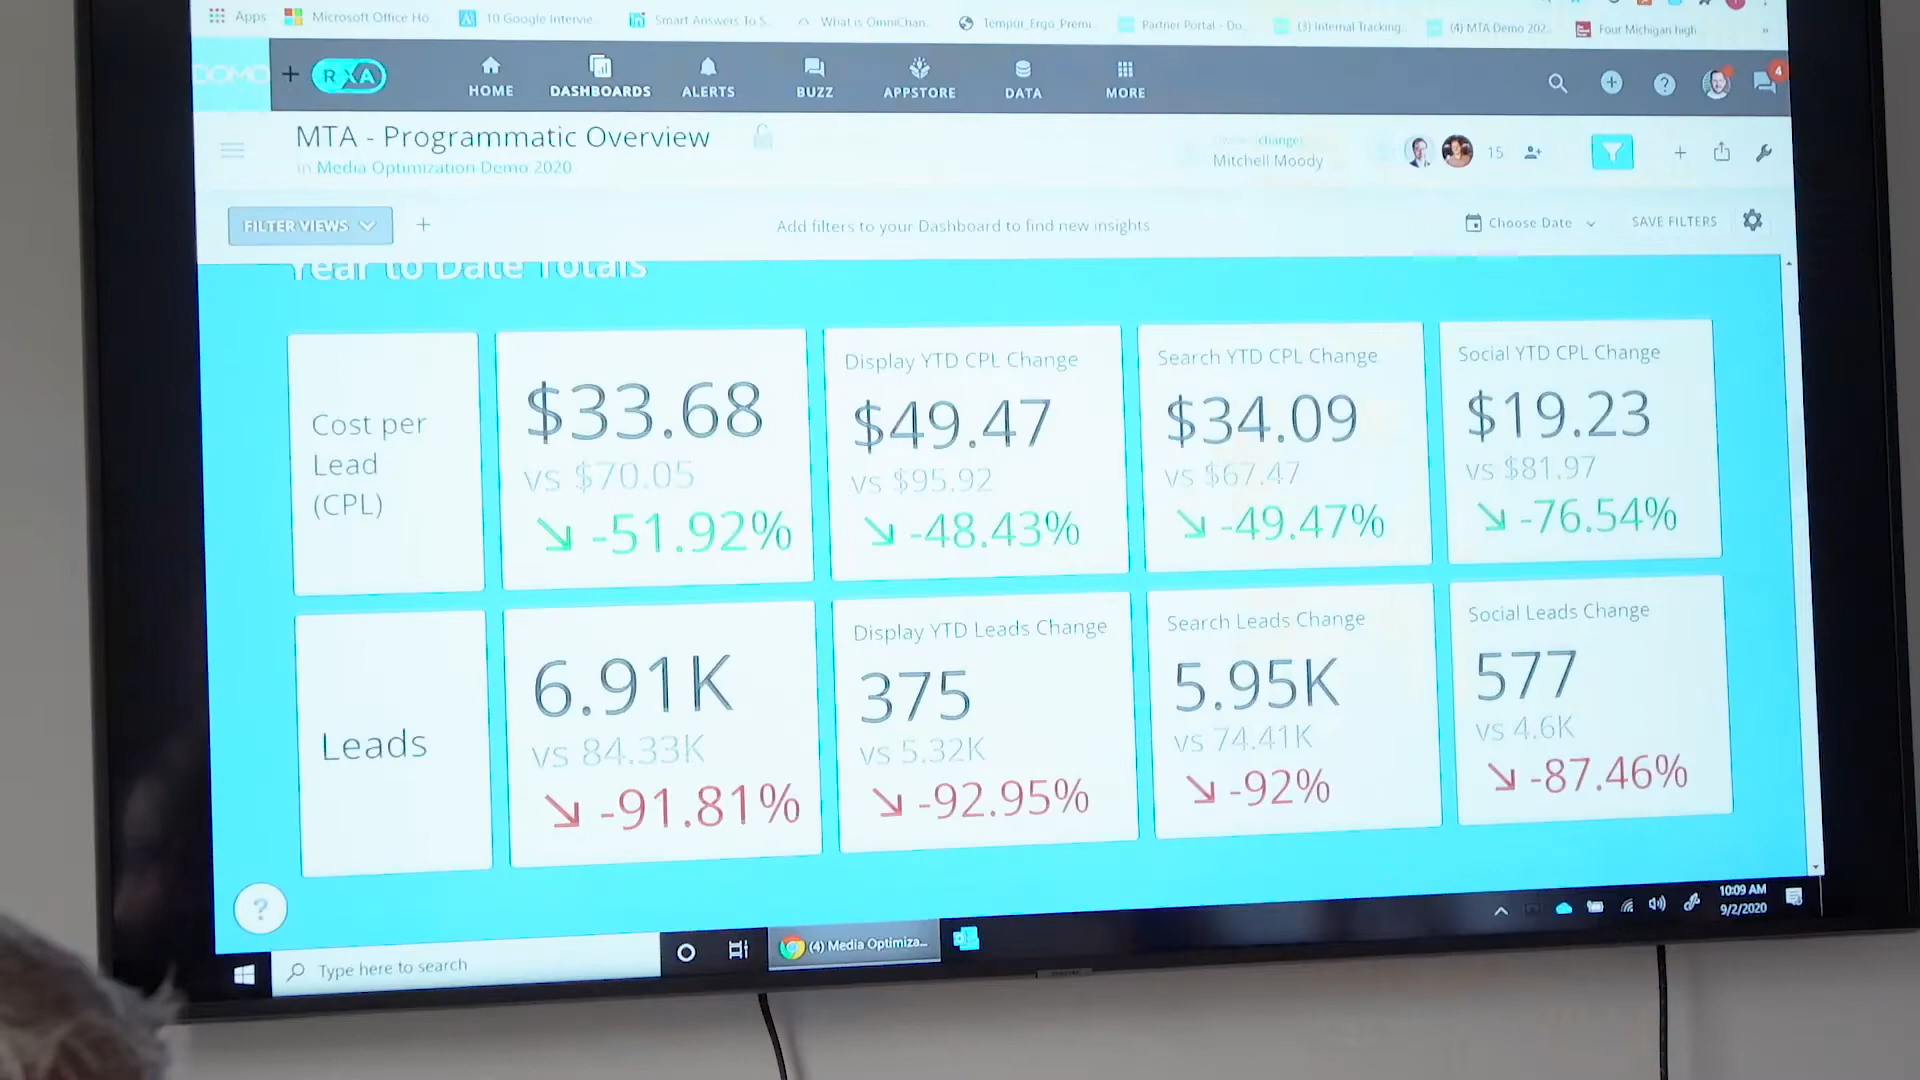 Apps Microsoft Office Ho... 10 Google Intervie... Smart Answers To S... What is OmniChan... Tempur_Ergo_Premi... Partner Portal - Do... (3) Internal Tracking... (4) MTA Demo 202... Four Michigan high... »
DOMO + RXA HOME DASHBOARDS ALERTS BUZZ APPSTORE DATA MORE 4
MTA - Programmatic Overview
in Media Optimization Demo 2020
change
Mitchell Moody
15
FILTER VIEWS
Add filters to your Dashboard to find new insights
Choose Date
SAVE FILTERS
Year to Date Totals
Cost per
Lead
(CPL)
$33.68
vs $70.05
-51.92%
Display YTD CPL Change
$49.47
vs $95.92
-48.43%
Search YTD CPL Change
$34.09
vs $67.47
-49.47%
Social YTD CPL Change
$19.23
vs $81.97
-76.54%
Leads
6.91K
vs 84.33K
-91.81%
Display YTD Leads Change
375
vs 5.32K
-92.95%
Search Leads Change
5.95K
vs 74.41K
-92%
Social Leads Change
577
vs 4.6K
-87.46%
?
Type here to search
(4) Media Optimiza...
10:09 AM
9/2/2020